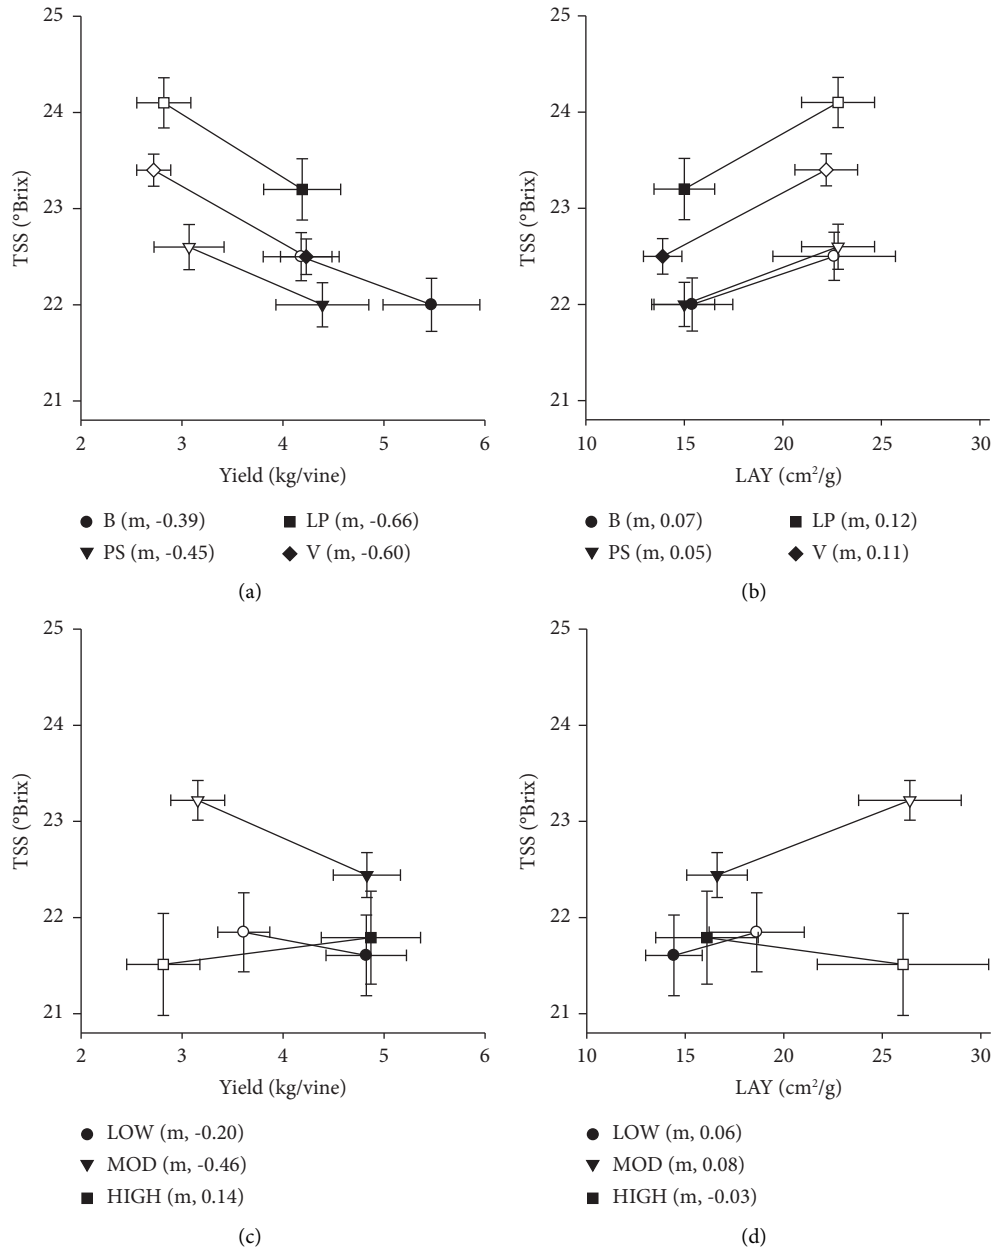 25
24
23
22
21
TSS (°Brix)
2 3 4 5 6
Yield (kg/vine)
B (m, -0.39) LP (m, -0.66)
PS (m, -0.45) V (m, -0.60)
(a)
25
24
23
22
21
TSS (°Brix)
10 15 20 25 30
LAY (cm²/g)
B (m, 0.07) LP (m, 0.12)
PS (m, 0.05) V (m, 0.11)
(b)
25
24
23
22
21
TSS (°Brix)
2 3 4 5 6
Yield (kg/vine)
LOW (m, -0.20)
MOD (m, -0.46)
HIGH (m, 0.14)
(c)
25
24
23
22
21
TSS (°Brix)
10 15 20 25 30
LAY (cm²/g)
LOW (m, 0.06)
MOD (m, 0.08)
HIGH (m, -0.03)
(d)